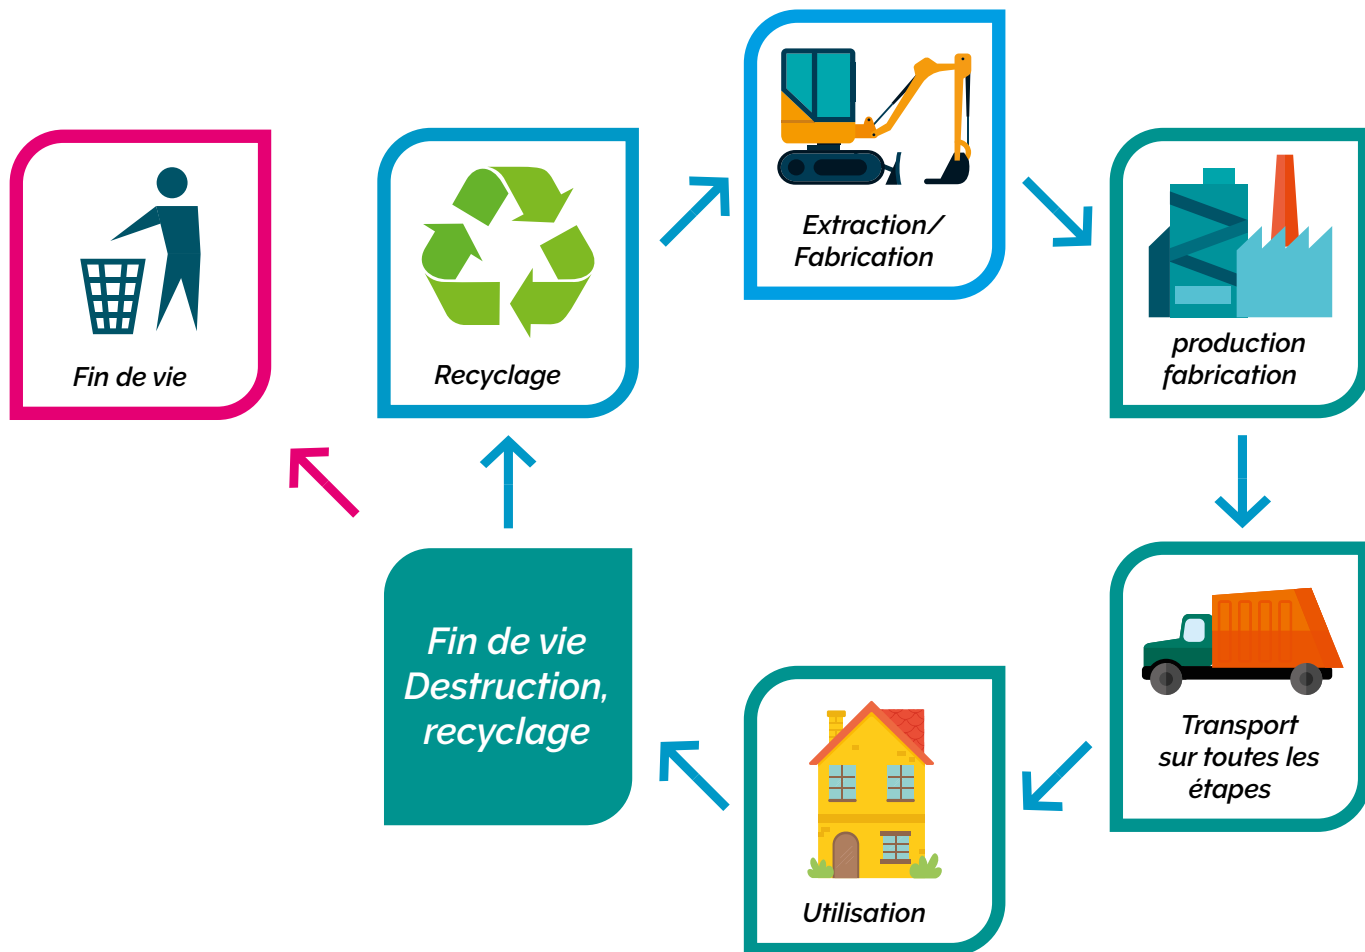 Fin de vie
Recyclage
Extraction/
Fabrication
production
fabrication
Transport
sur toutes les
étapes
Utilisation
Fin de vie
Destruction,
recyclage